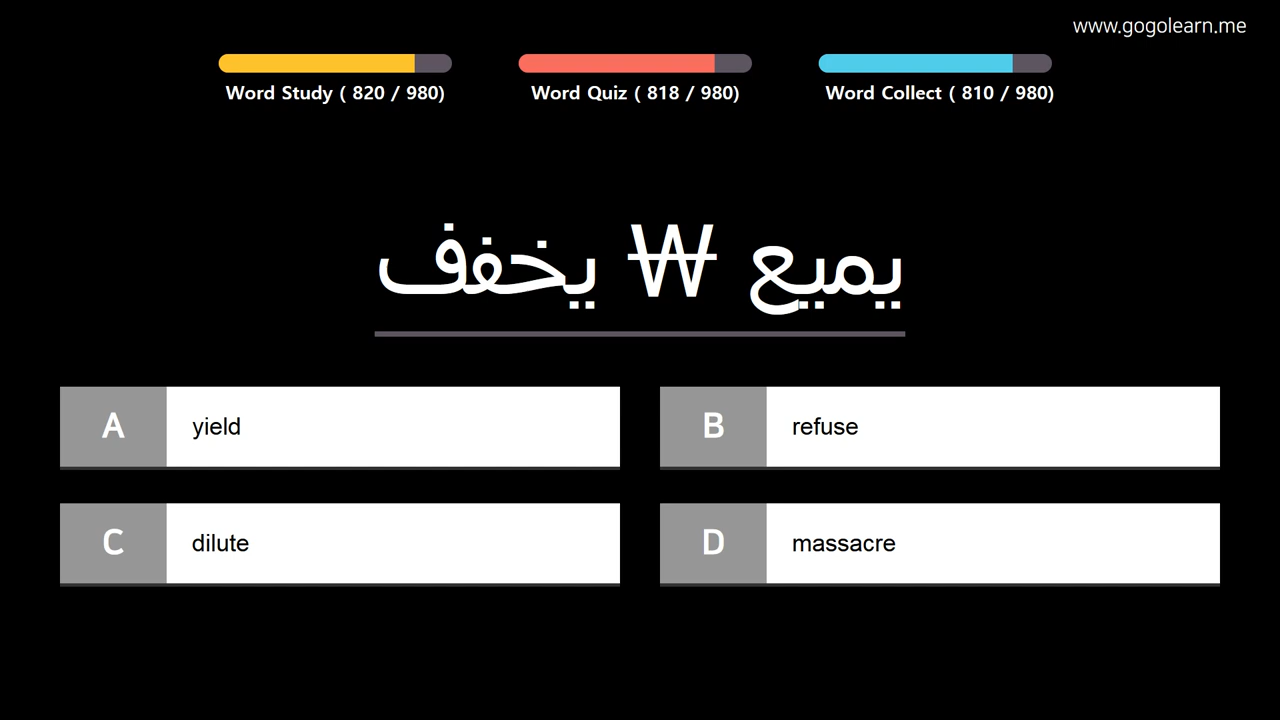 www.gogolearn.me
Word Study ( 820 / 980)
Word Quiz ( 818 / 980)
Word Collect ( 810 / 980)
يميع ₩ يخفف
A yield
B refuse
C dilute
D massacre